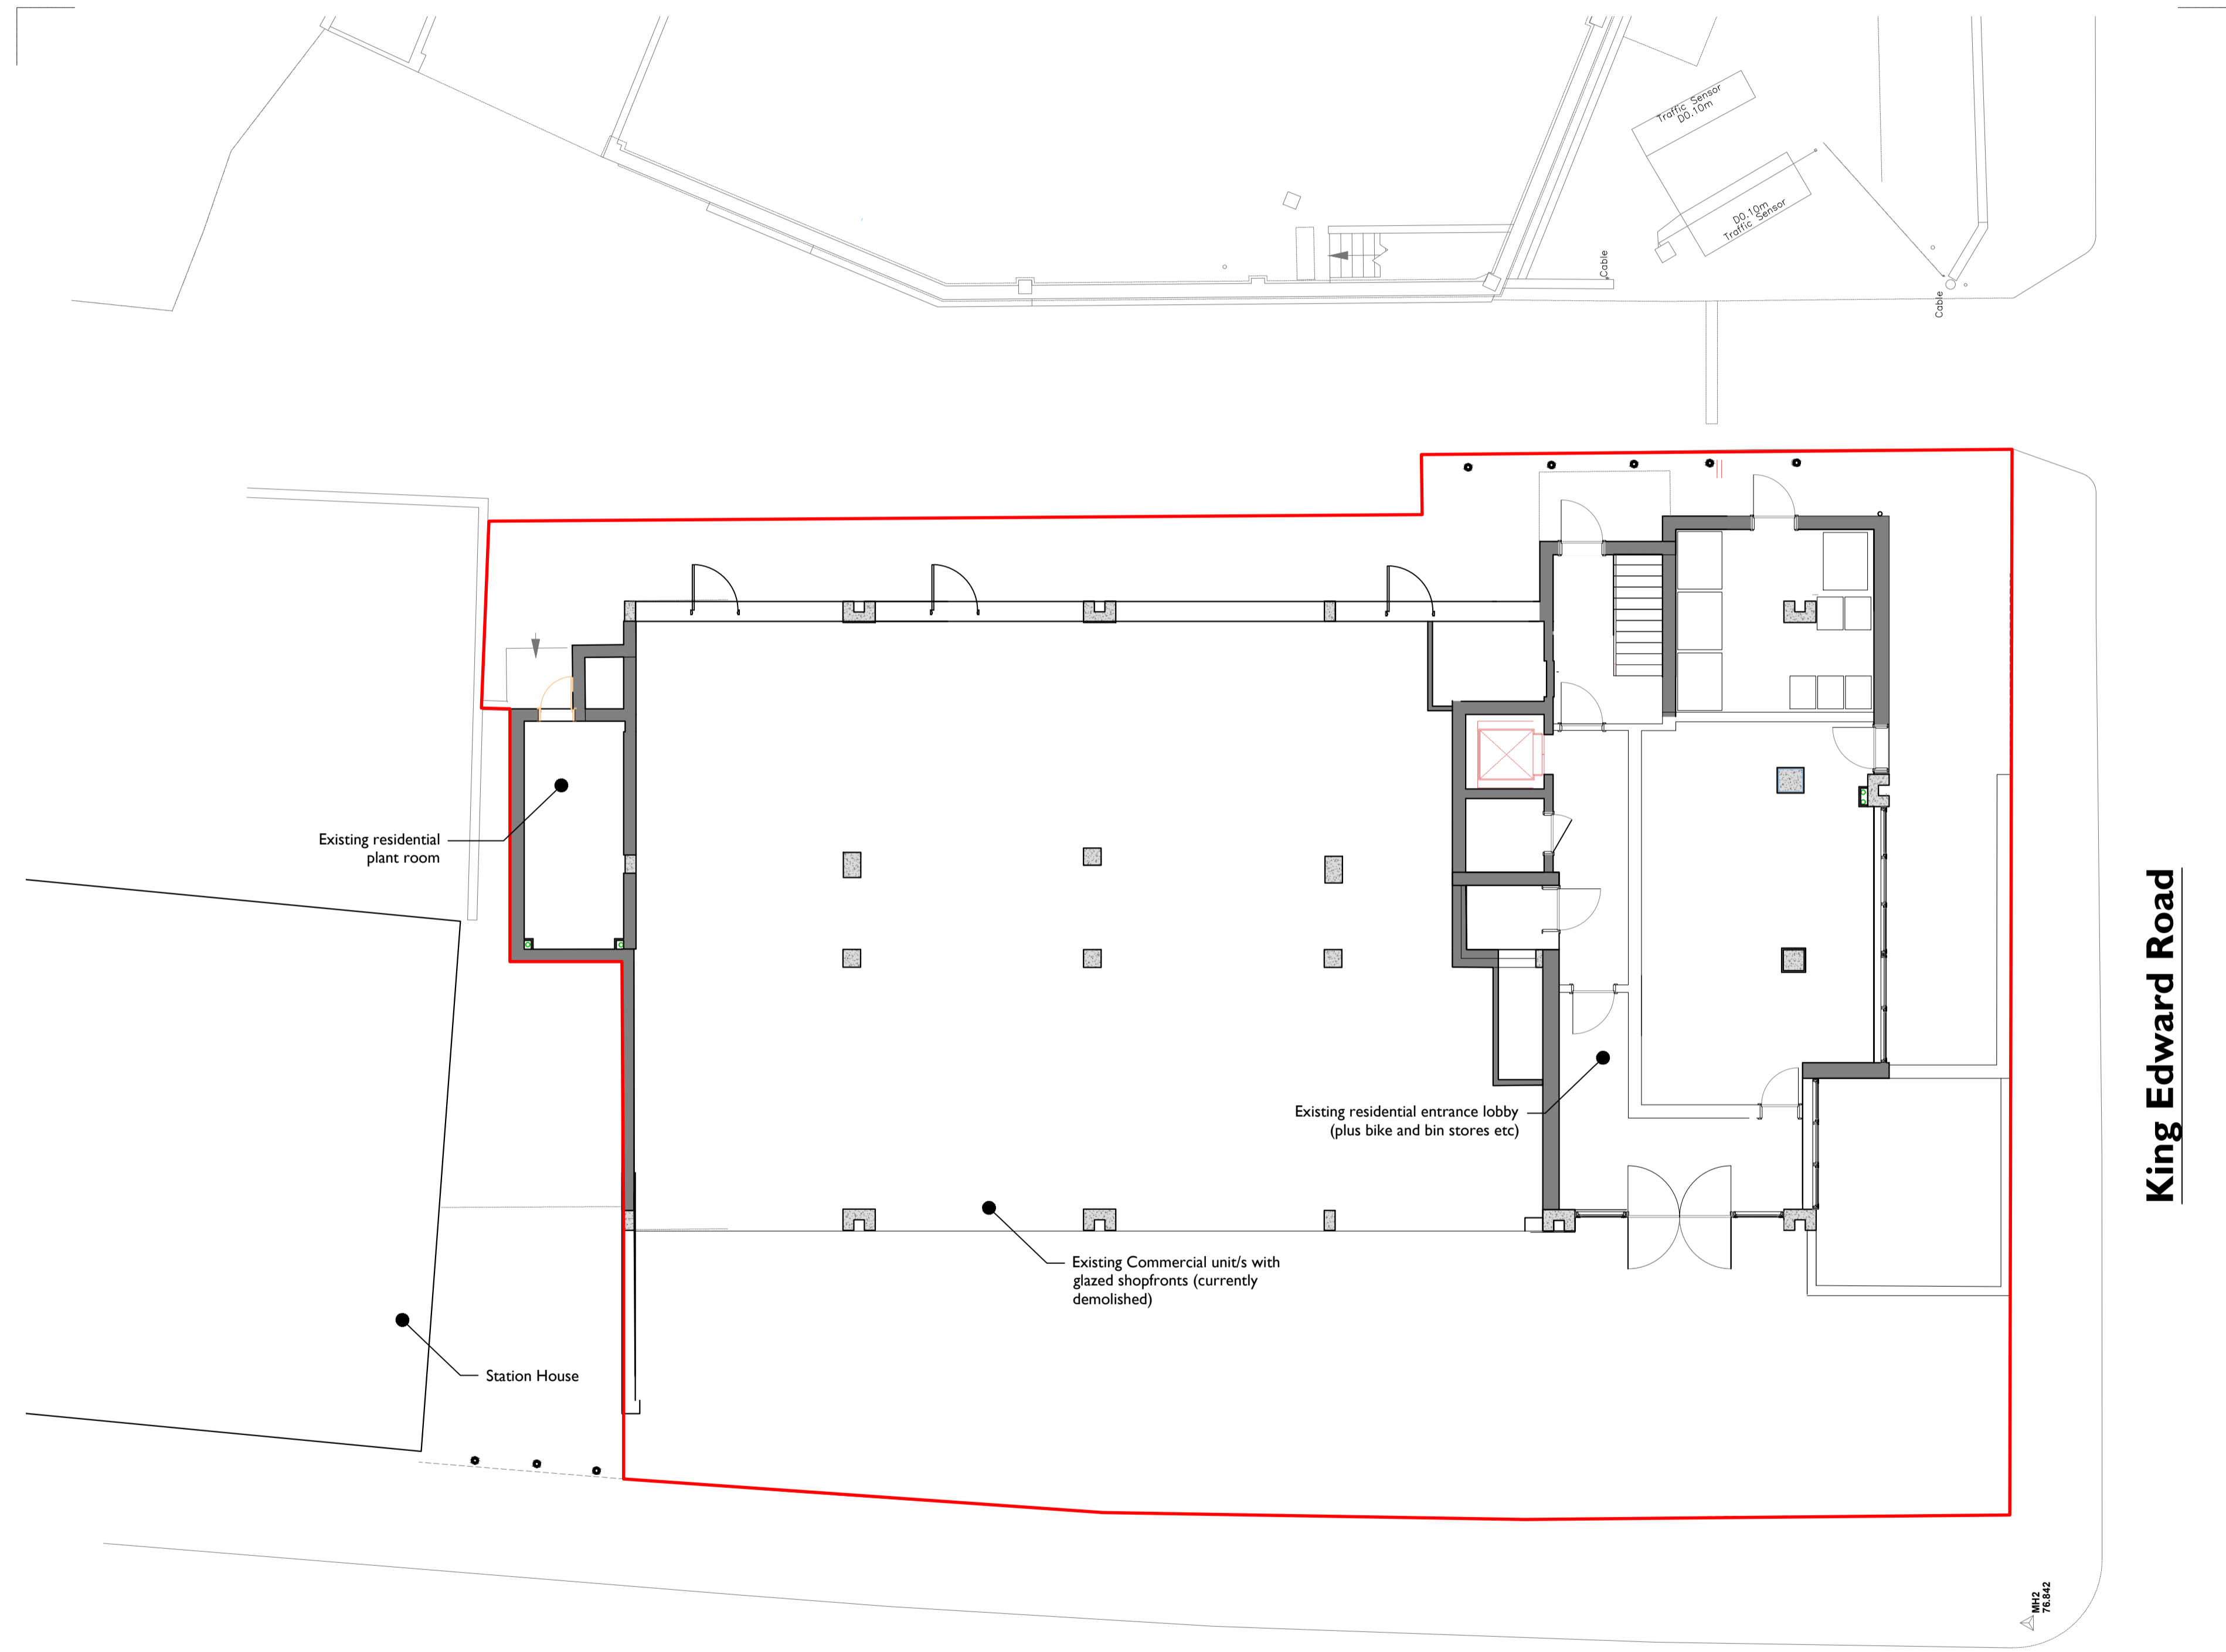 Traffic Sensor
D0.10m
D0.10m
Traffic Sensor
Cable
Cable
Existing residential
plant room
King Edward Road
Existing residential entrance lobby
(plus bike and bin stores etc)
Existing Commercial unit/s with
glazed shopfronts (currently
demolished)
Station House
MH2
76.842